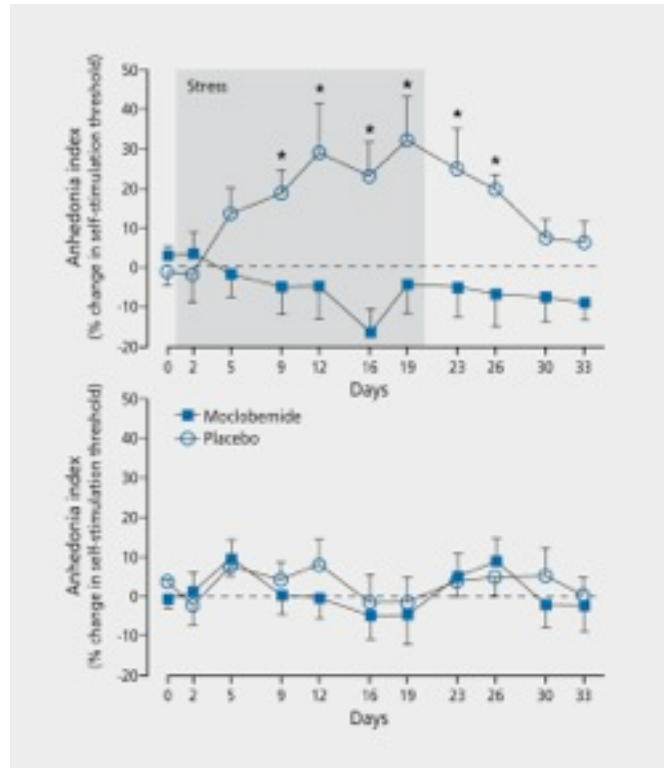 Anhedonia index
(% change in self-stimulation threshold)
50
40
30
20
10
0
-10
-20
Stress
*
*
*
*
*
*
0 2 5 9 12 16 19 23 26 30 33
Days
Anhedonia index
(% change in self-stimulation threshold)
50
40
30
20
10
0
-10
-20
Moclobemide
Placebo
0 2 5 9 12 16 19 23 26 30 33
Days